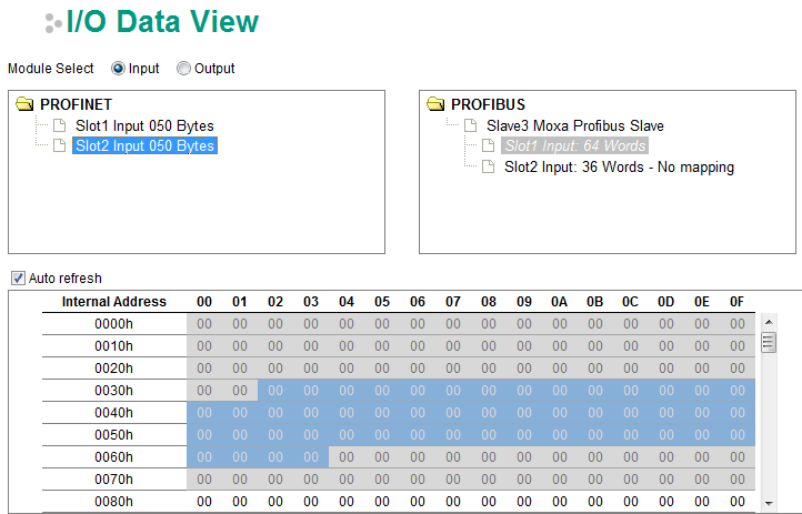 I/O Data View
Module Select Input Output
PROFINET
Slot1 Input 050 Bytes
Slot2 Input 050 Bytes
PROFIBUS
Slave3 Moxa Profibus Slave
Slot1 Input: 64 Words
Slot2 Input: 36 Words - No mapping
Auto refresh
Internal Address 00 01 02 03 04 05 06 07 08 09 0A 0B 0C 0D 0E 0F
0000h 00 00 00 00 00 00 00 00 00 00 00 00 00 00 00 00
0010h 00 00 00 00 00 00 00 00 00 00 00 00 00 00 00 00
0020h 00 00 00 00 00 00 00 00 00 00 00 00 00 00 00 00
0030h 00 00 00 00 00 00 00 00 00 00 00 00 00 00 00 00
0040h 00 00 00 00 00 00 00 00 00 00 00 00 00 00 00 00
0050h 00 00 00 00 00 00 00 00 00 00 00 00 00 00 00 00
0060h 00 00 00 00 00 00 00 00 00 00 00 00 00 00 00 00
0070h 00 00 00 00 00 00 00 00 00 00 00 00 00 00 00 00
0080h 00 00 00 00 00 00 00 00 00 00 00 00 00 00 00 00